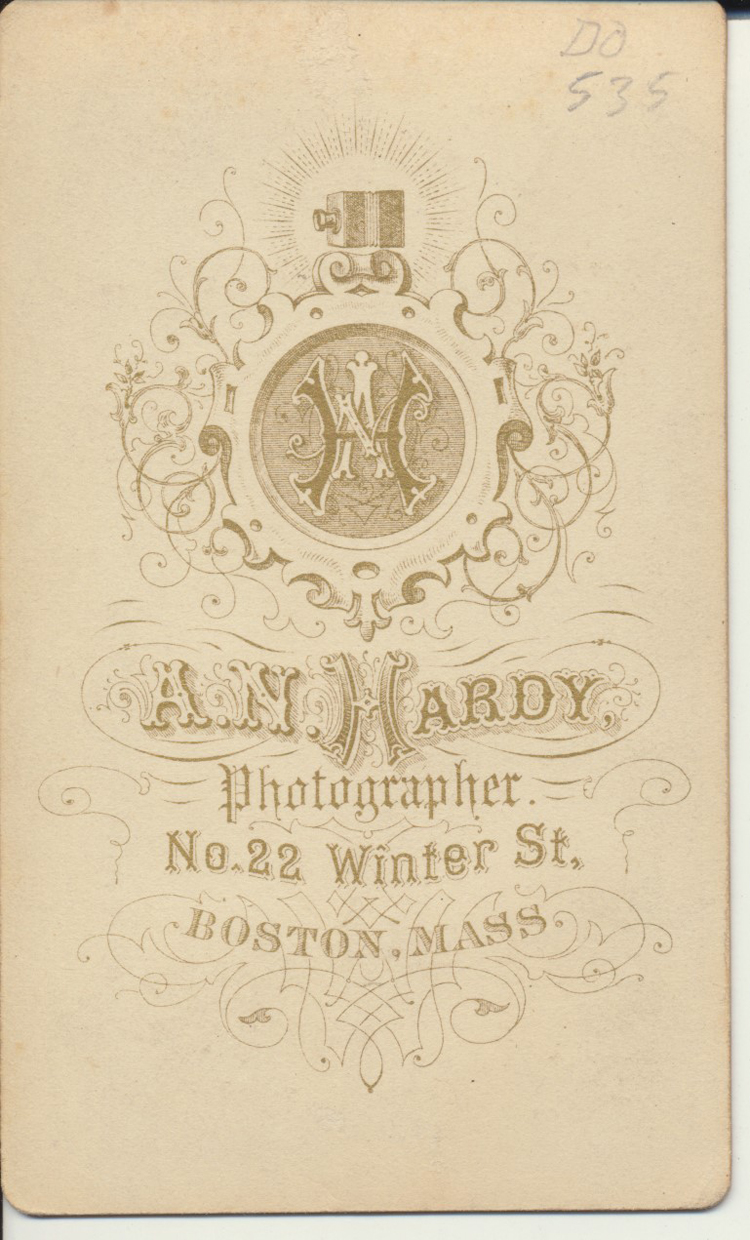 DO
535
A.N. HARDY,
Photographer.
No. 22 Winter St,
BOSTON, MASS.